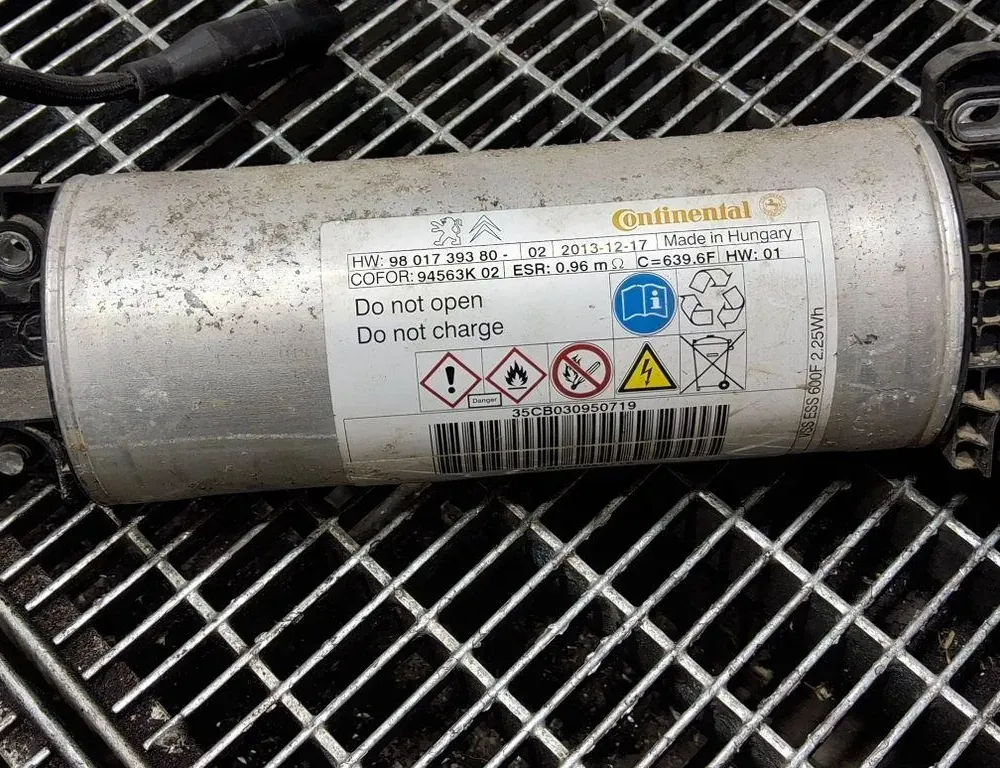 Continental
HW: 98 017 393 80 - 02 2013-12-17 Made in Hungary
COFOR: 94563K 02 ESR: 0.96 m Ω C=639.6F HW: 01
Do not open
Do not charge
Danger
35CB030950719
VSS ESS 600F 2.25Wh